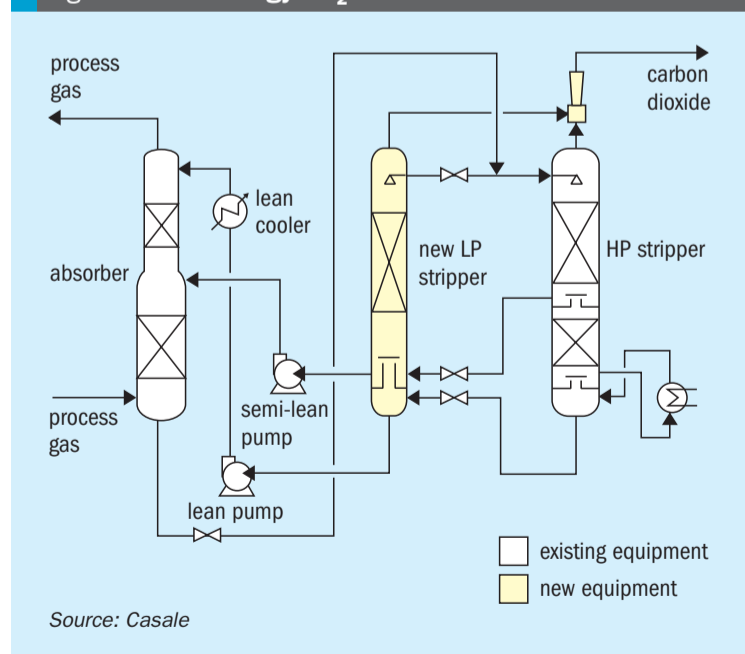 process
gas
carbon
dioxide
lean
cooler
absorber
new LP
stripper
HP stripper
process
gas
semi-lean
pump
lean pump
existing equipment
new equipment
Source: Casale